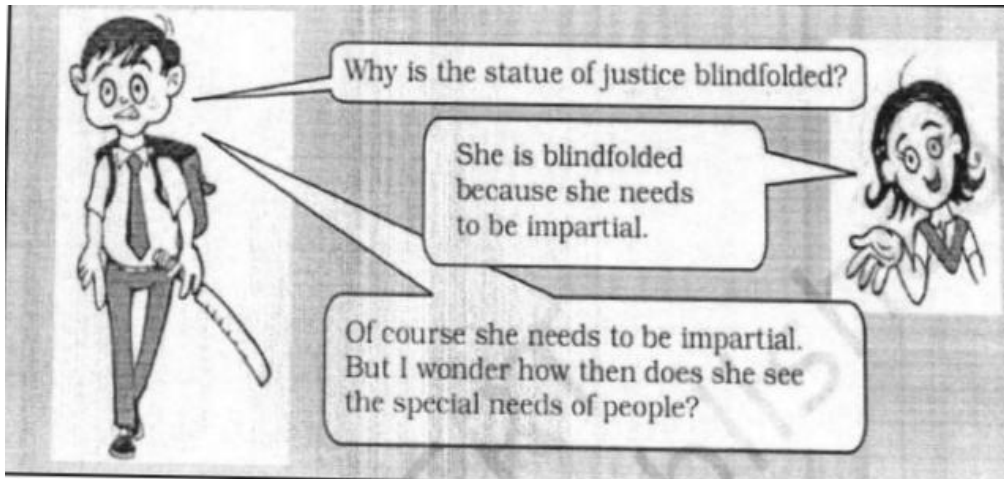 Why is the statue of justice blindfolded?
She is blindfolded
because she needs
to be impartial.
Of course she needs to be impartial.
But I wonder how then does she see
the special needs of people?